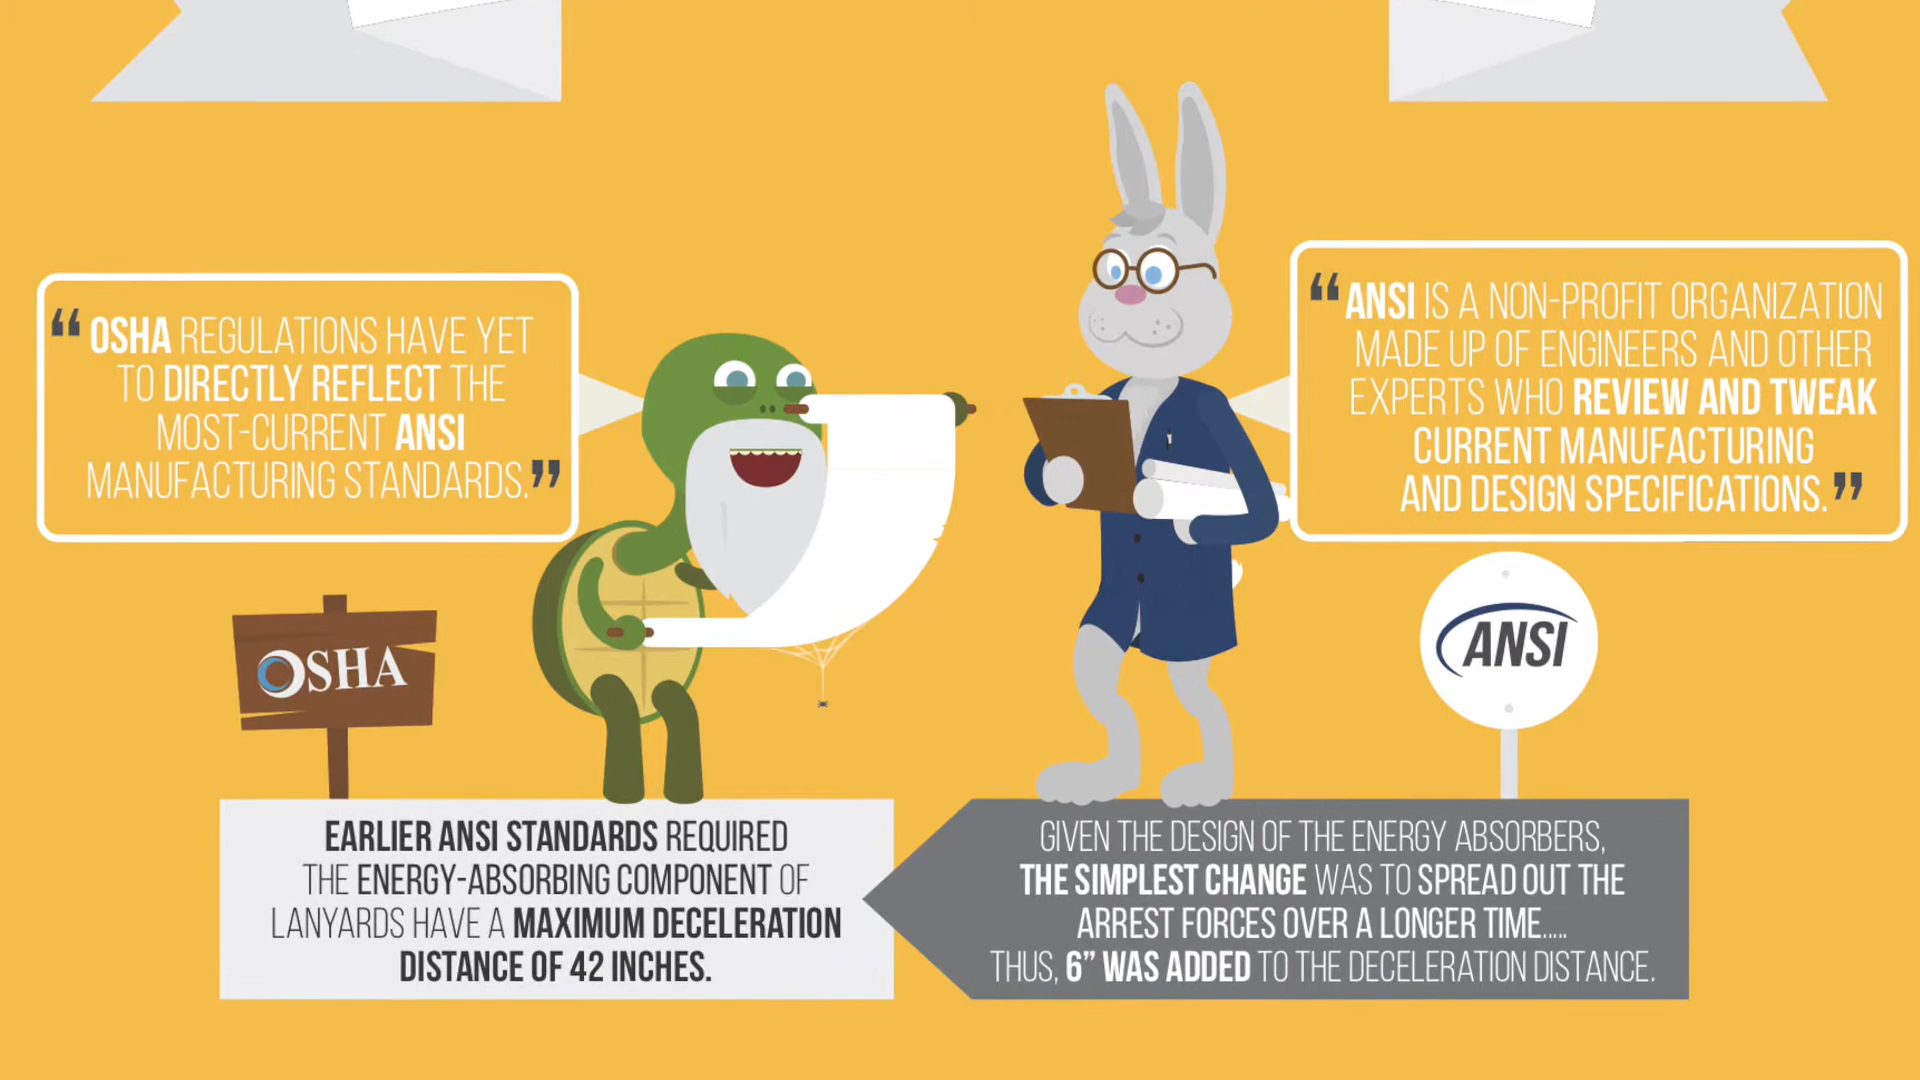 “OSHA REGULATIONS HAVE YET
TO DIRECTLY REFLECT THE
MOST-CURRENT ANSI
MANUFACTURING STANDARDS.”
“ANSI IS A NON-PROFIT ORGANIZATION
MADE UP OF ENGINEERS AND OTHER
EXPERTS WHO REVIEW AND TWEAK
CURRENT MANUFACTURING
AND DESIGN SPECIFICATIONS.”
OSHA
ANSI
EARLIER ANSI STANDARDS REQUIRED
THE ENERGY-ABSORBING COMPONENT OF
LANYARDS HAVE A MAXIMUM DECELERATION
DISTANCE OF 42 INCHES.
GIVEN THE DESIGN OF THE ENERGY ABSORBERS,
THE SIMPLEST CHANGE WAS TO SPREAD OUT THE
ARREST FORCES OVER A LONGER TIME.....
THUS, 6” WAS ADDED TO THE DECELERATION DISTANCE.